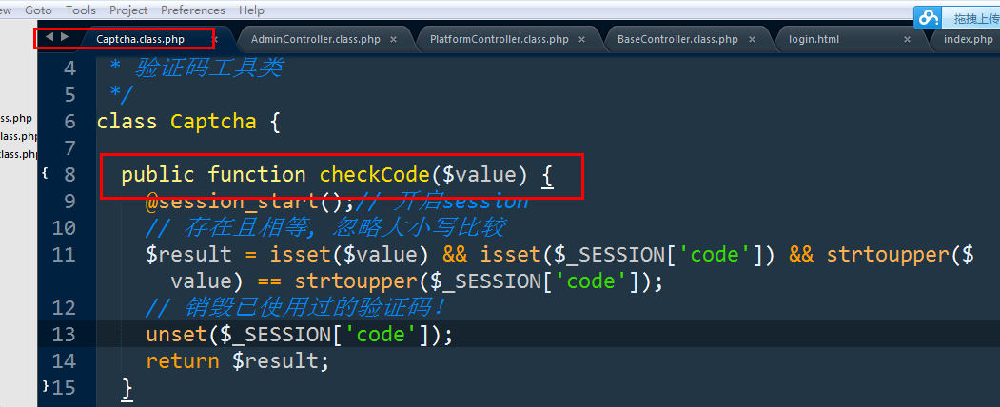 ew Goto Tools Project Preferences Help
拖拽上传
Captcha.class.php × AdminController.class.php × PlatformController.class.php × BaseController.class.php × login.html × index.php
ss.php
lass.php
class.php
4 * 验证码工具类
5 */
6 class Captcha {
7
8 public function checkCode($value) {
9 @session_start();// 开启session
10 // 存在且相等, 忽略大小写比较
11 $result = isset($value) && isset($_SESSION['code']) && strtoupper($
value) == strtoupper($_SESSION['code']);
12 // 销毁已使用过的验证码!
13 unset($_SESSION['code']);
14 return $result;
15 }